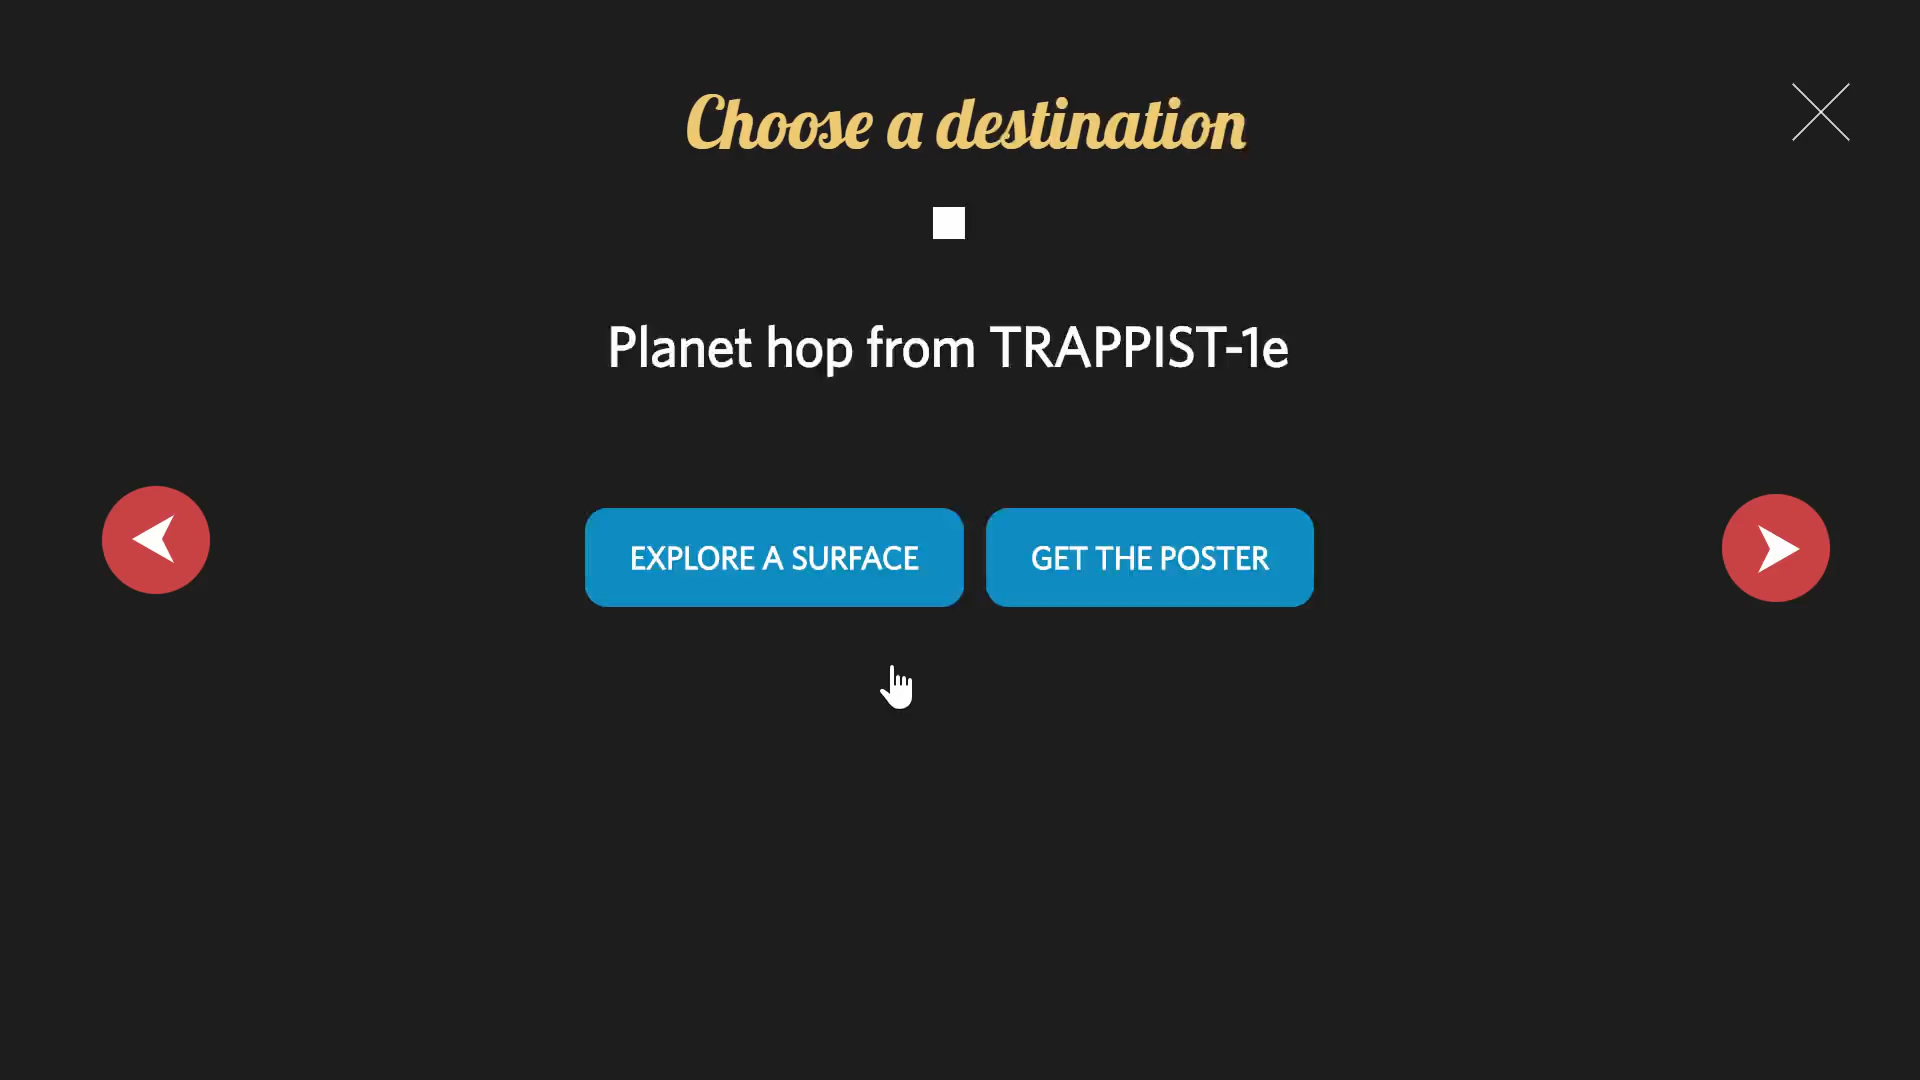 Choose a destination
Planet hop from TRAPPIST-1e
EXPLORE A SURFACE
GET THE POSTER